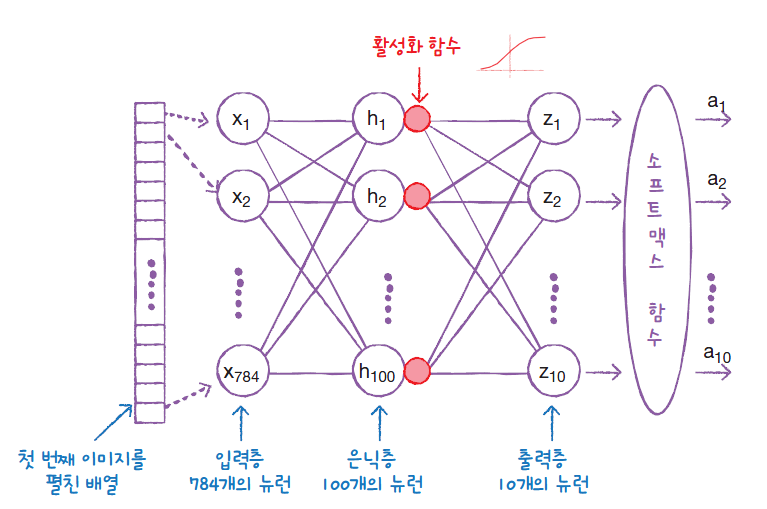 활성화 함수
x1
x2
x784
h1
h2
h100
z1
z2
z10
소프트맥스 함수
a1
a2
a10
첫 번째 이미지를
펼친 배열
입력층
784개의 뉴런
은닉층
100개의 뉴런
출력층
10개의 뉴런